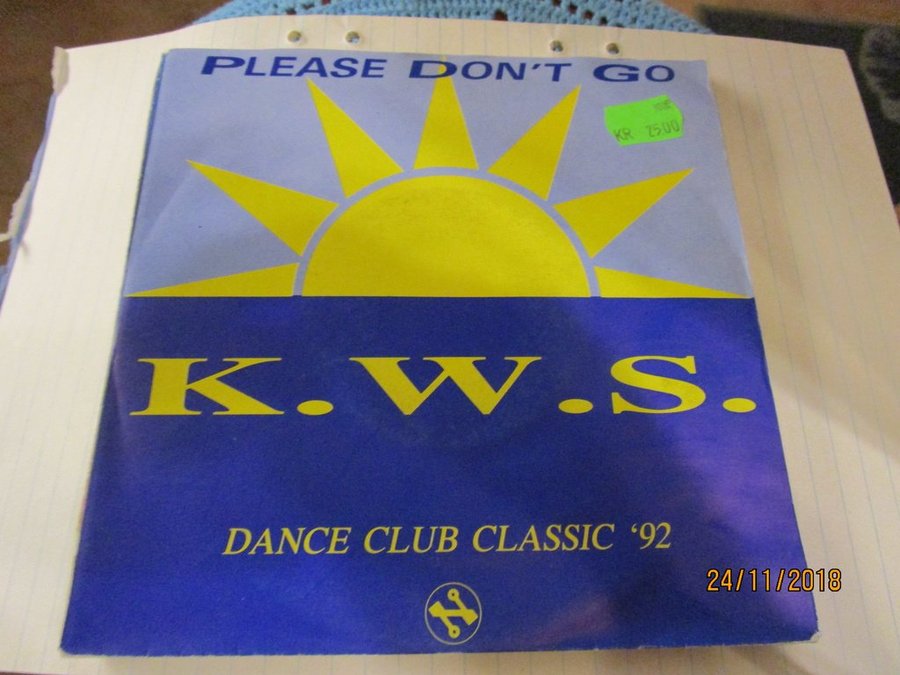 PLEASE DON'T GO
KR 25.00
K.W.S.
DANCE CLUB CLASSIC '92
24/11/2018